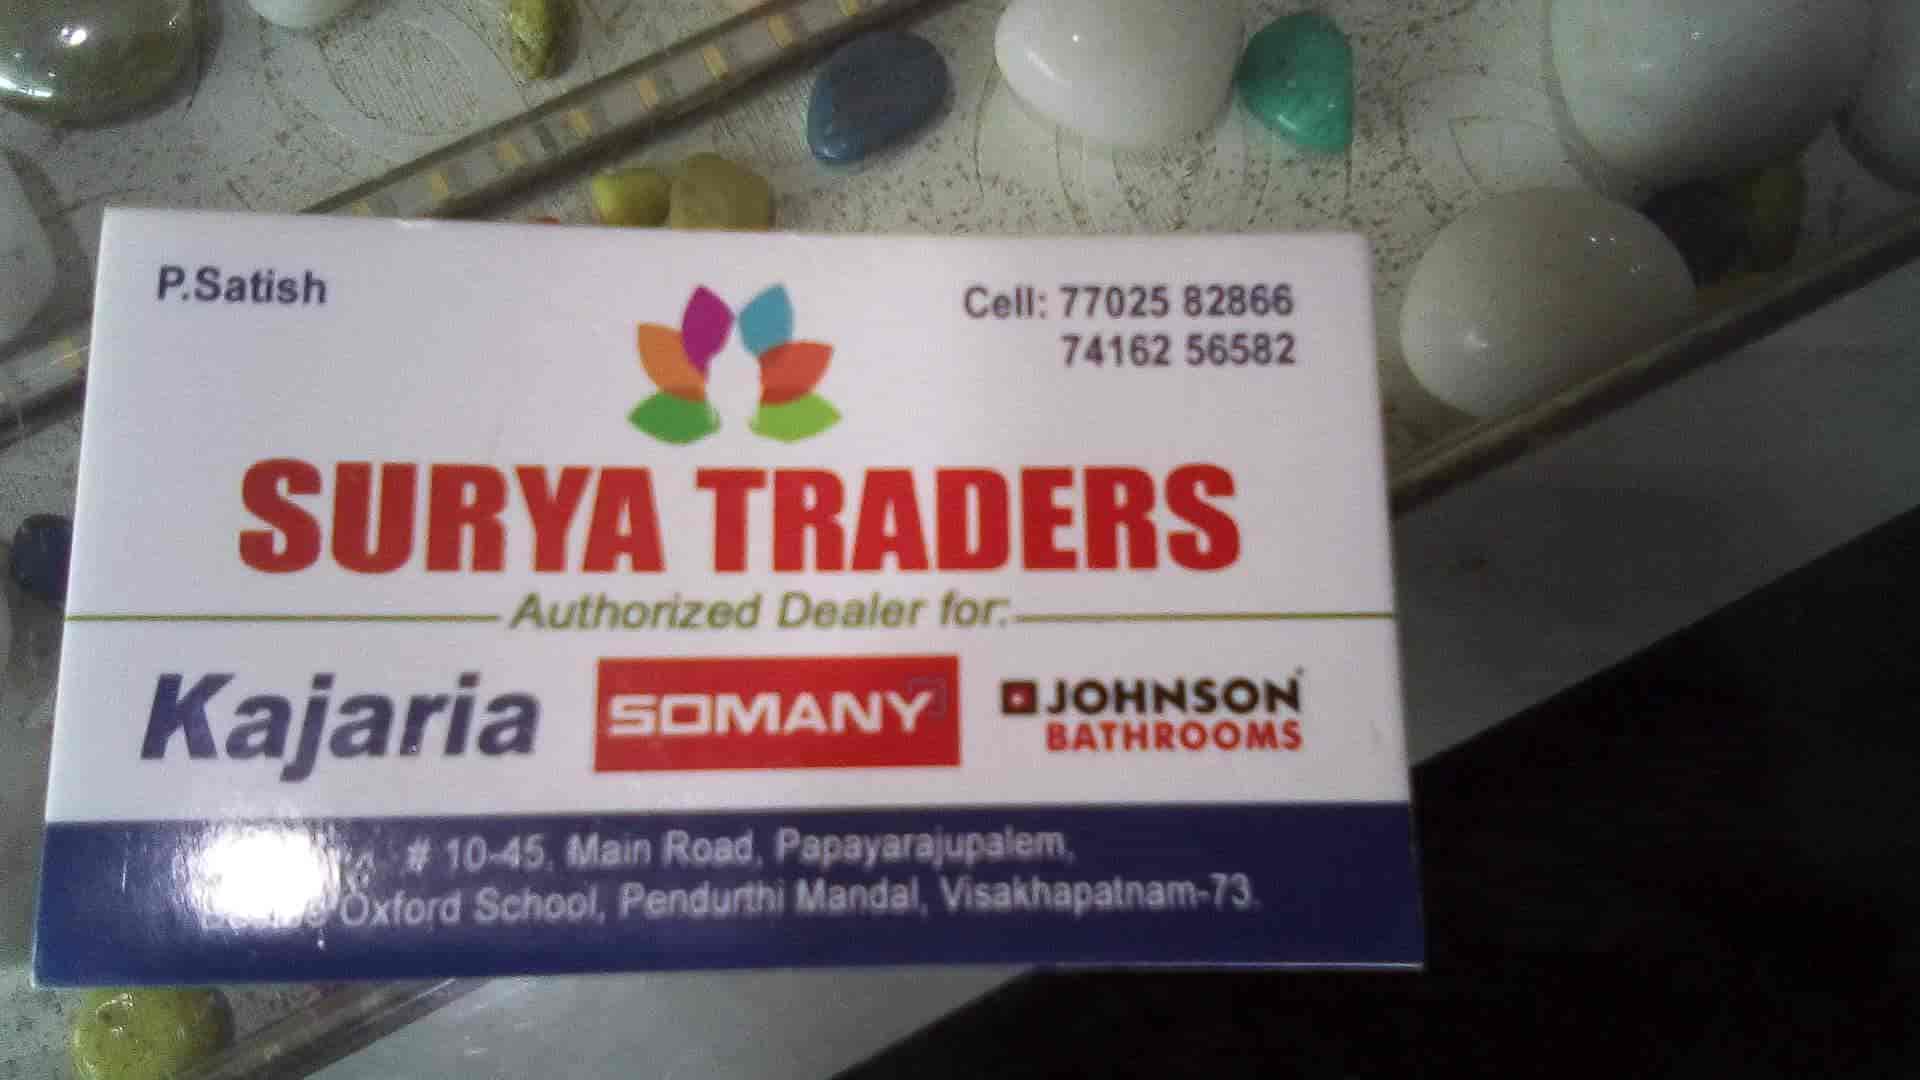 P.Satish
Cell: 77025 82866
74162 56582
SURYA TRADERS
Authorized Dealer for:
Kajaria
SOMANY
JOHNSON
BATHROOMS
# 10-45, Main Road, Papayarajupalem,
Oxford School, Pendurthi Mandal, Visakhapatnam-73.